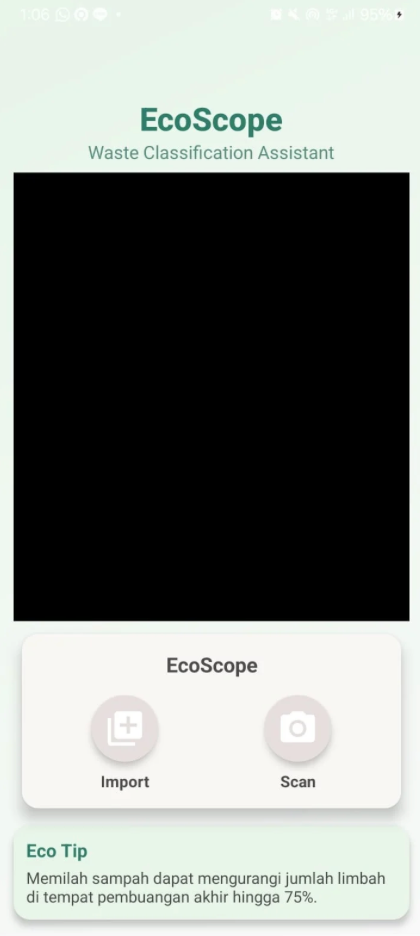 1:08
95%
EcoScope
Waste Classification Assistant
EcoScope
Import
Scan
Eco Tip
Memilah sampah dapat mengurangi jumlah limbah
di tempat pembuangan akhir hingga 75%.